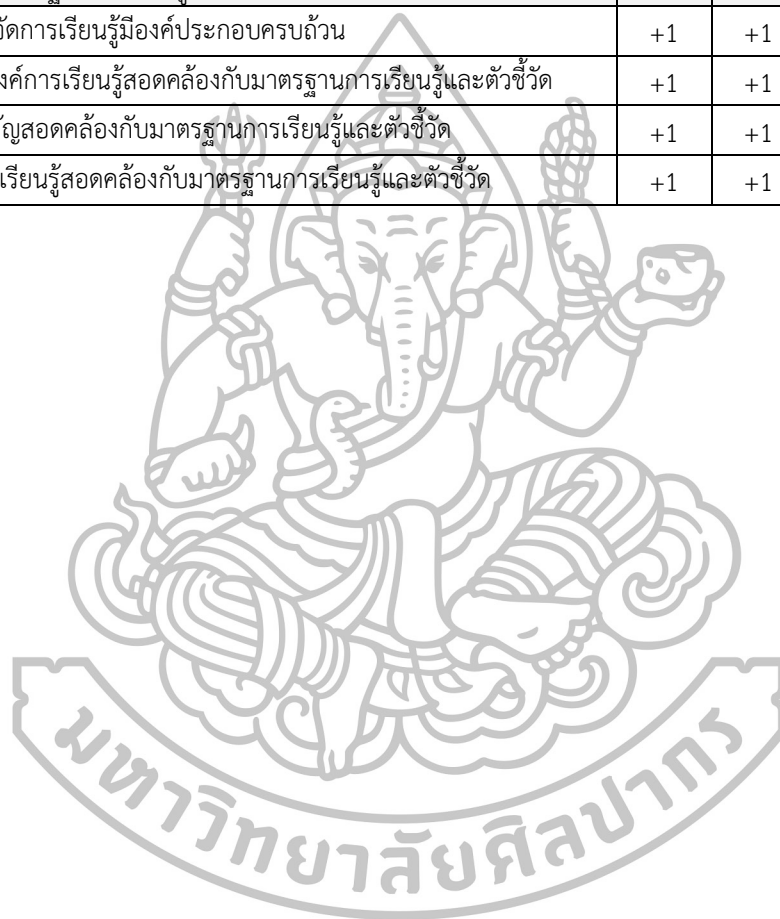 จัดการเรียนรู้มีองค์ประกอบครบถ้วน +1 +1
งค์การเรียนรู้สอดคล้องกับมาตรฐานการเรียนรู้และตัวชี้วัด +1 +1
ัญสอดคล้องกับมาตรฐานการเรียนรู้และตัวชี้วัด +1 +1
เรียนรู้สอดคล้องกับมาตรฐานการเรียนรู้และตัวชี้วัด +1 +1
มหาวิทยาลัยศิลปากร